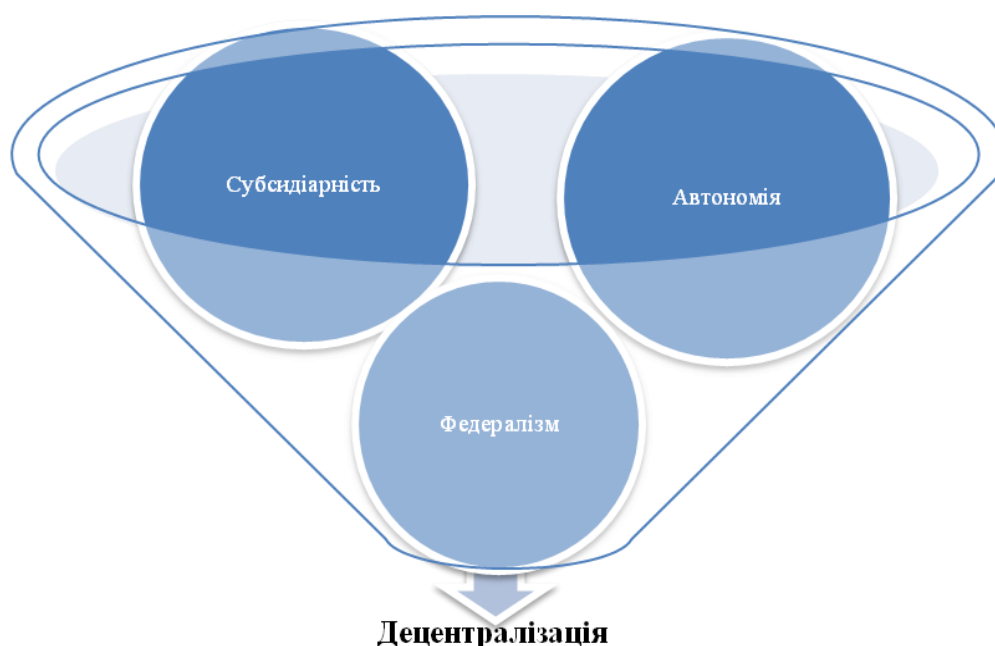 Субсидіарність
Автономія
Федералізм
Децентралізація